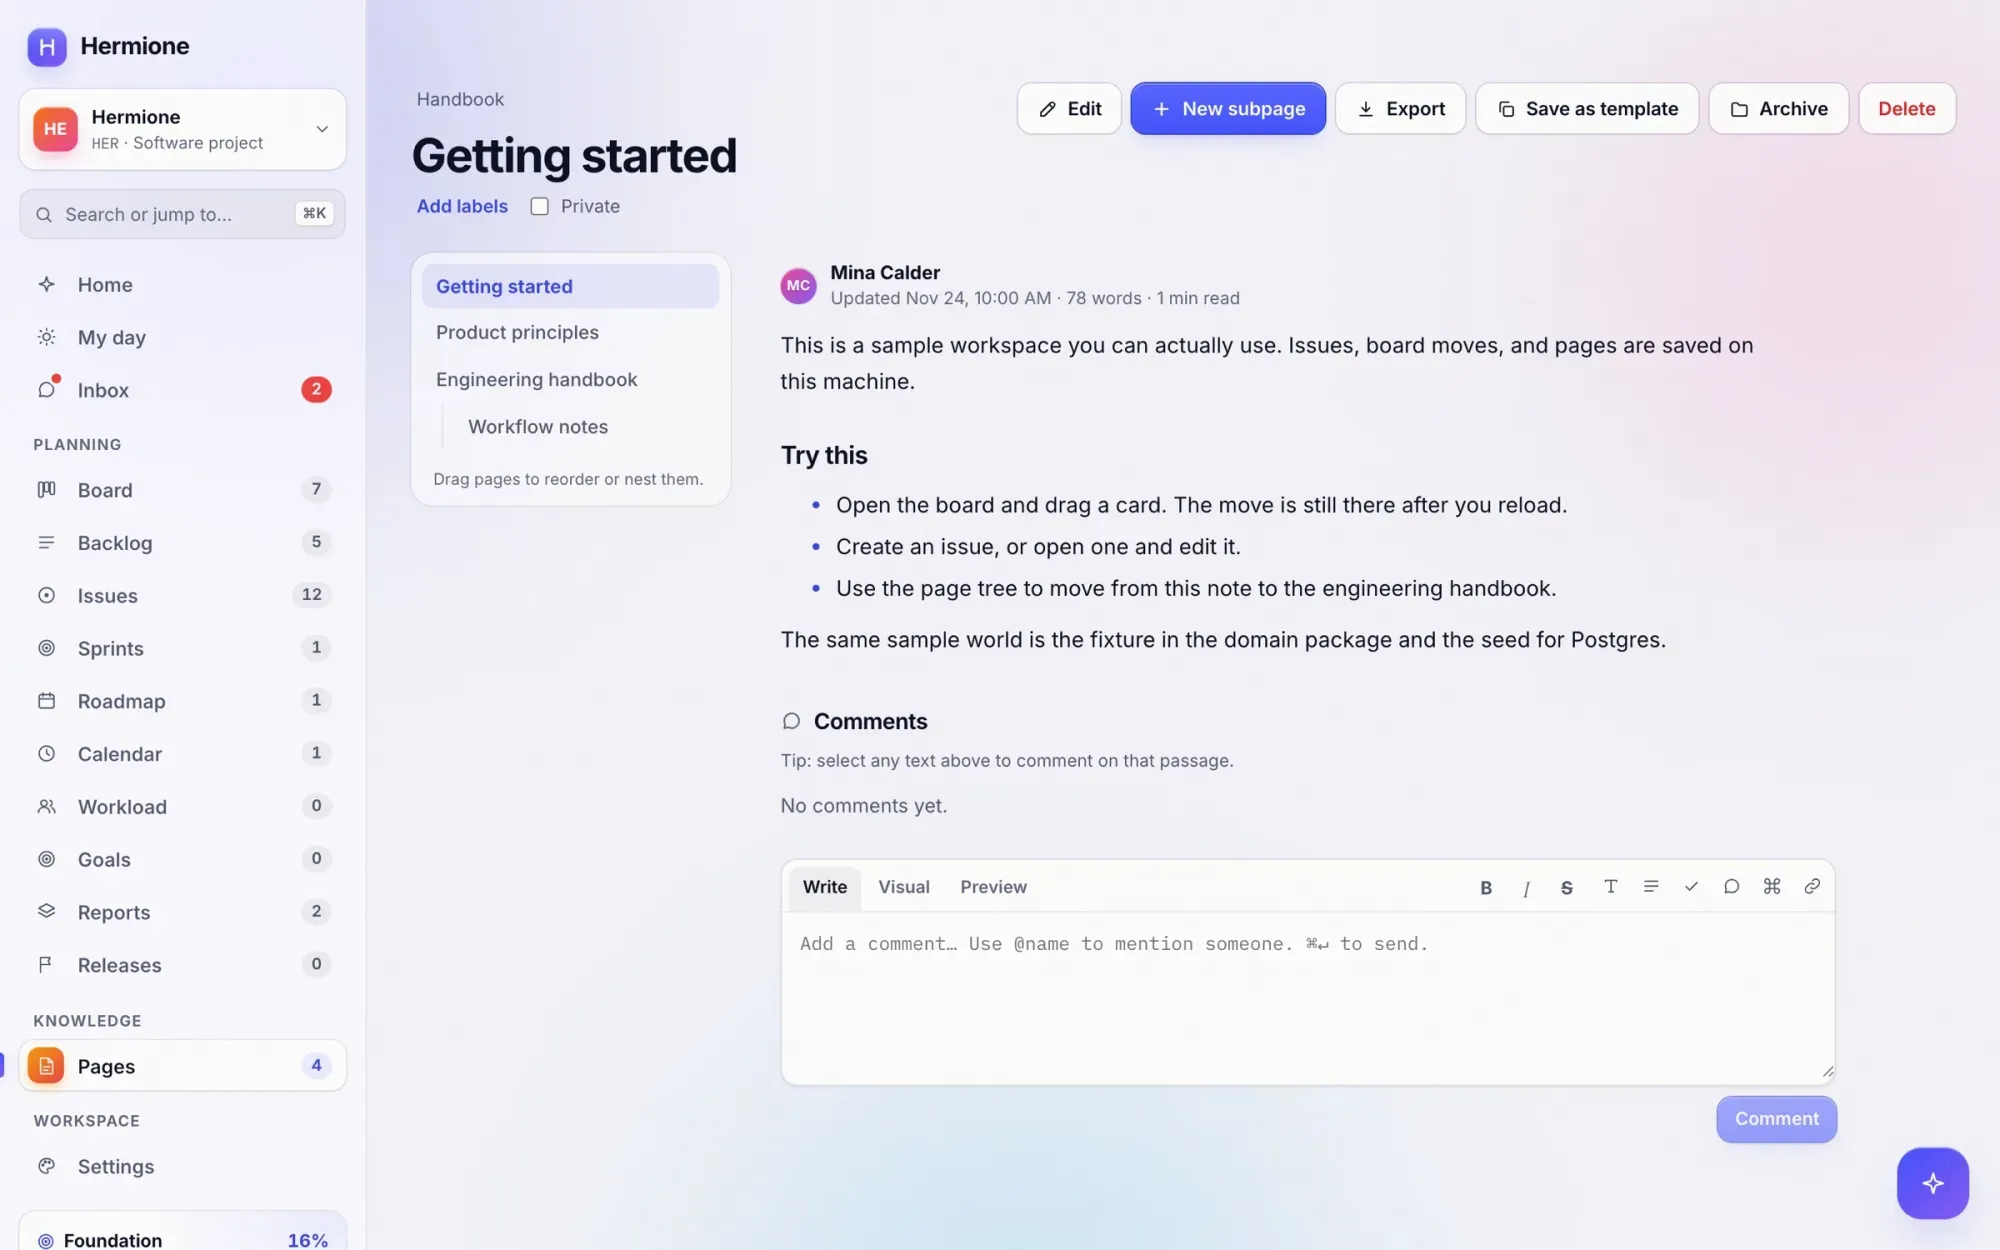 H Hermione
HE Hermione
HER · Software project
Search or jump to... ⌘K
Home
My day
Inbox 2
PLANNING
Board 7
Backlog 5
Issues 12
Sprints 1
Roadmap 1
Calendar 1
Workload 0
Goals 0
Reports 2
Releases 0
KNOWLEDGE
Pages 4
WORKSPACE
Settings
Foundation 16%
Handbook
Getting started
Add labels Private
Edit
New subpage
Export
Save as template
Archive
Delete
Getting started
Product principles
Engineering handbook
Workflow notes
Drag pages to reorder or nest them.
MC Mina Calder
Updated Nov 24, 10:00 AM · 78 words · 1 min read
This is a sample workspace you can actually use. Issues, board moves, and pages are saved on
this machine.
Try this
• Open the board and drag a card. The move is still there after you reload.
• Create an issue, or open one and edit it.
• Use the page tree to move from this note to the engineering handbook.
The same sample world is the fixture in the domain package and the seed for Postgres.
Comments
Tip: select any text above to comment on that passage.
No comments yet.
Write Visual Preview B I S T ⌘
Add a comment… Use @name to mention someone. ⌘↵ to send.
Comment